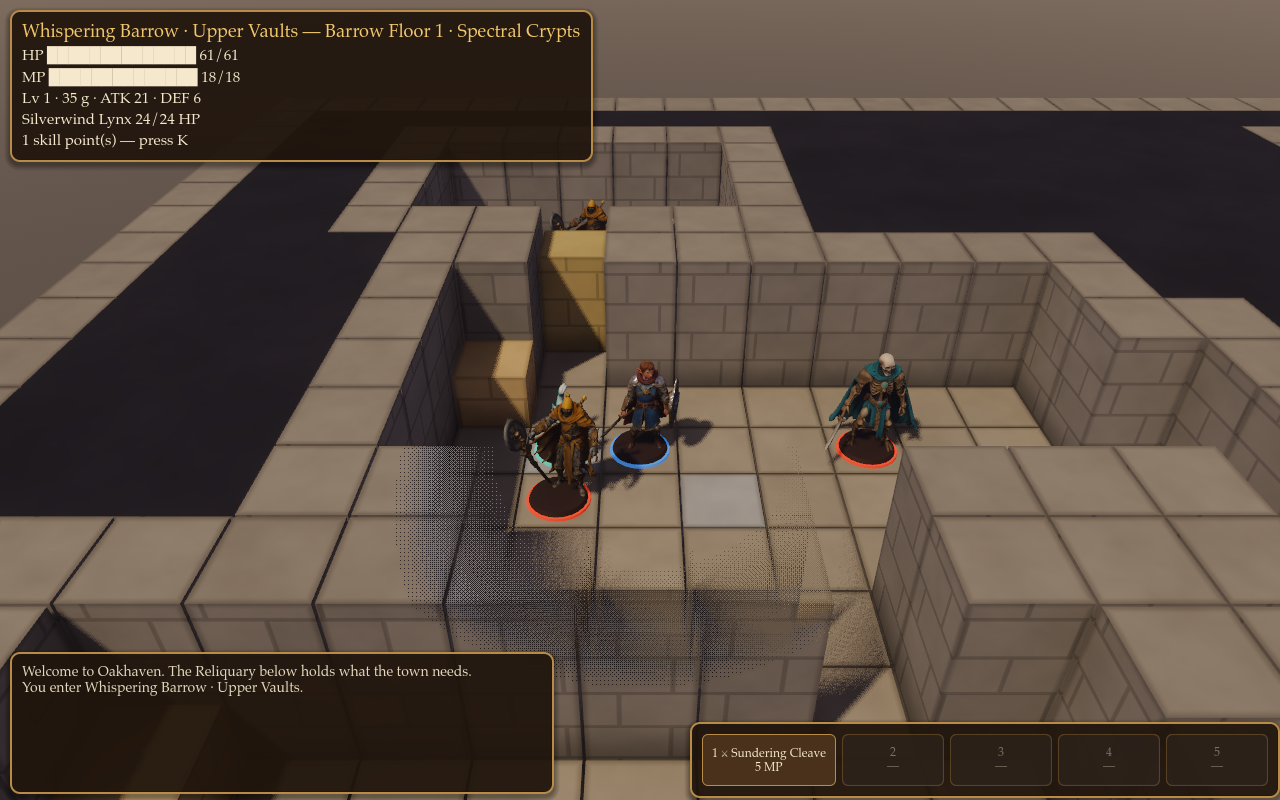 Whispering Barrow · Upper Vaults — Barrow Floor 1 · Spectral Crypts
HP 61/61
MP 18/18
Lv 1 · 35 g · ATK 21 · DEF 6
Silverwind Lynx 24/24 HP
1 skill point(s) — press K
Welcome to Oakhaven. The Reliquary below holds what the town needs.
You enter Whispering Barrow · Upper Vaults.
1 ⚔ Sundering Cleave
5 MP
2
—
3
—
4
—
5
—